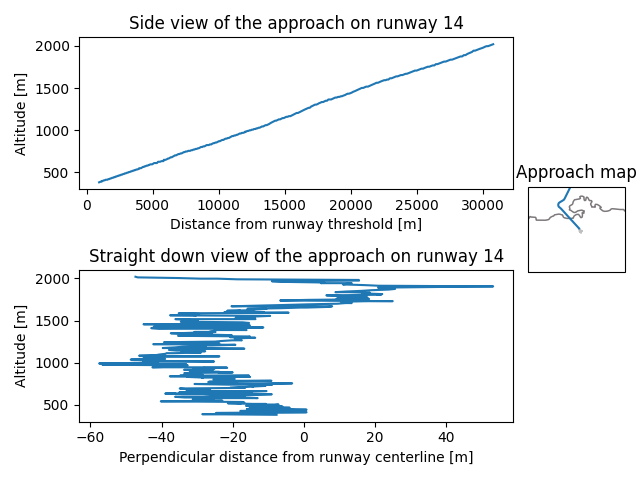 Side view of the approach on runway 14
2000
1500
1000
500
Altitude [m]
0 5000 10000 15000 20000 25000 30000
Distance from runway threshold [m]
Approach map
Straight down view of the approach on runway 14
2000
1500
1000
500
Altitude [m]
−60 −40 −20 0 20 40
Perpendicular distance from runway centerline [m]